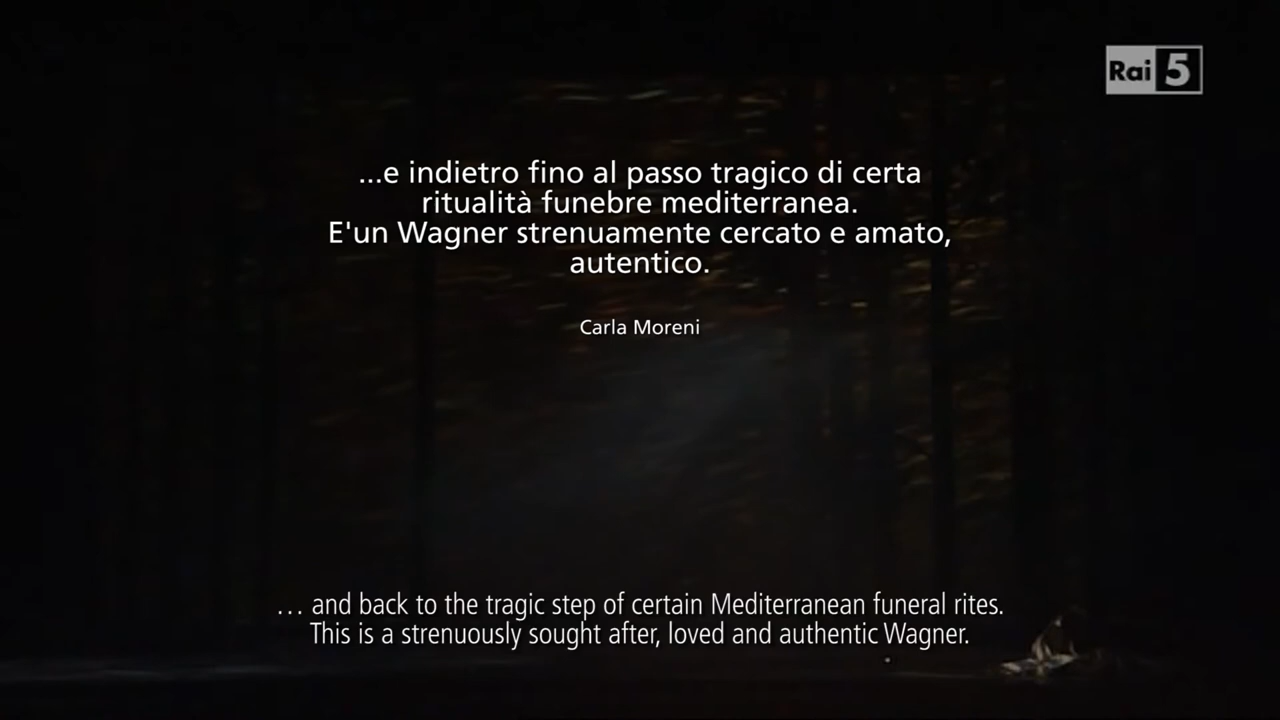 Rai 5
...e indietro fino al passo tragico di certa
ritualità funebre mediterranea.
E'un Wagner strenuamente cercato e amato,
autentico.
Carla Moreni
... and back to the tragic step of certain Mediterranean funeral rites.
This is a strenuously sought after, loved and authentic Wagner.